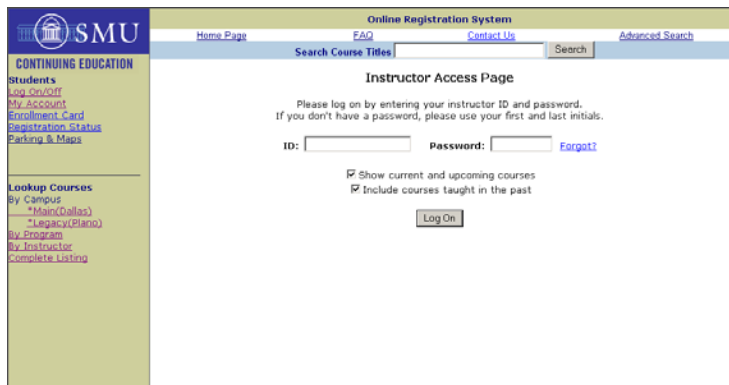 SMU
CONTINUING EDUCATION
Students
Log On/Off
My Account
Enrollment Card
Registration Status
Parking & Maps
Lookup Courses
By Campus
*Main(Dallas)
*Legacy(Plano)
By Program
By Instructor
Complete Listing
Online Registration System
Home Page FAQ Contact Us Advanced Search
Search Course Titles Search
Instructor Access Page
Please log on by entering your instructor ID and password.
If you don't have a password, please use your first and last initials.
ID: Password: Forgot?
Show current and upcoming courses
Include courses taught in the past
Log On